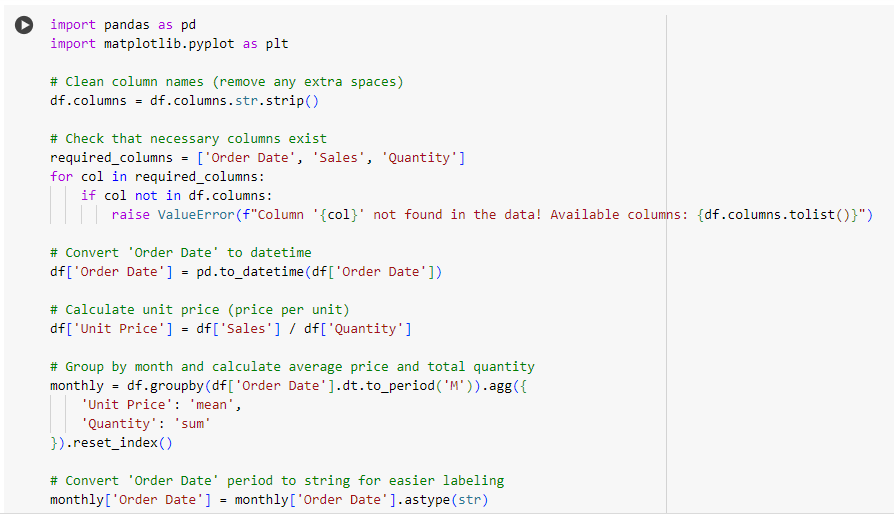 import pandas as pd
import matplotlib.pyplot as plt
# Clean column names (remove any extra spaces)
df.columns = df.columns.str.strip()
# Check that necessary columns exist
required_columns = ['Order Date', 'Sales', 'Quantity']
for col in required_columns:
    if col not in df.columns:
        raise ValueError(f"Column '{col}' not found in the data! Available columns: {df.columns.tolist()}")
# Convert 'Order Date' to datetime
df['Order Date'] = pd.to_datetime(df['Order Date'])
# Calculate unit price (price per unit)
df['Unit Price'] = df['Sales'] / df['Quantity']
# Group by month and calculate average price and total quantity
monthly = df.groupby(df['Order Date'].dt.to_period('M')).agg({
    'Unit Price': 'mean',
    'Quantity': 'sum'
}).reset_index()
# Convert 'Order Date' period to string for easier labeling
monthly['Order Date'] = monthly['Order Date'].astype(str)